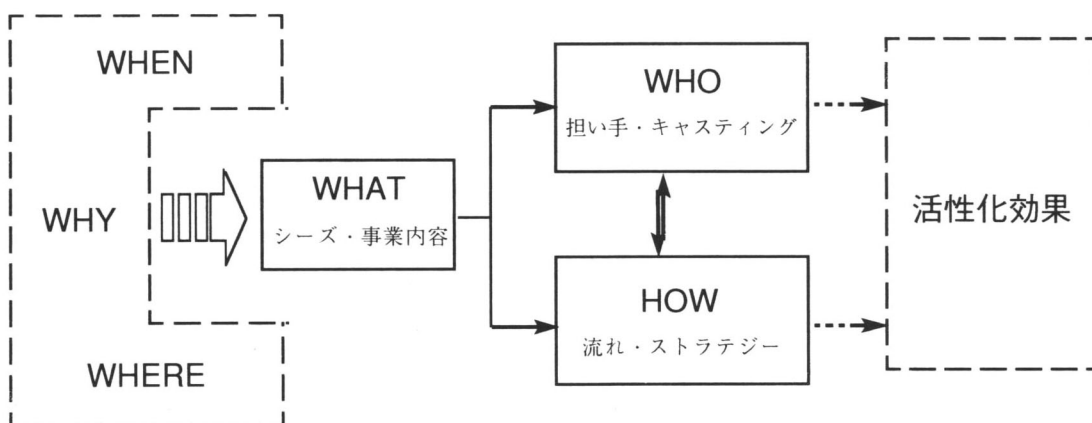 WHEN
WHY
WHERE
WHAT
シーズ・事業内容
WHO
担い手・キャスティング
HOW
流れ・ストラテジー
活性化効果